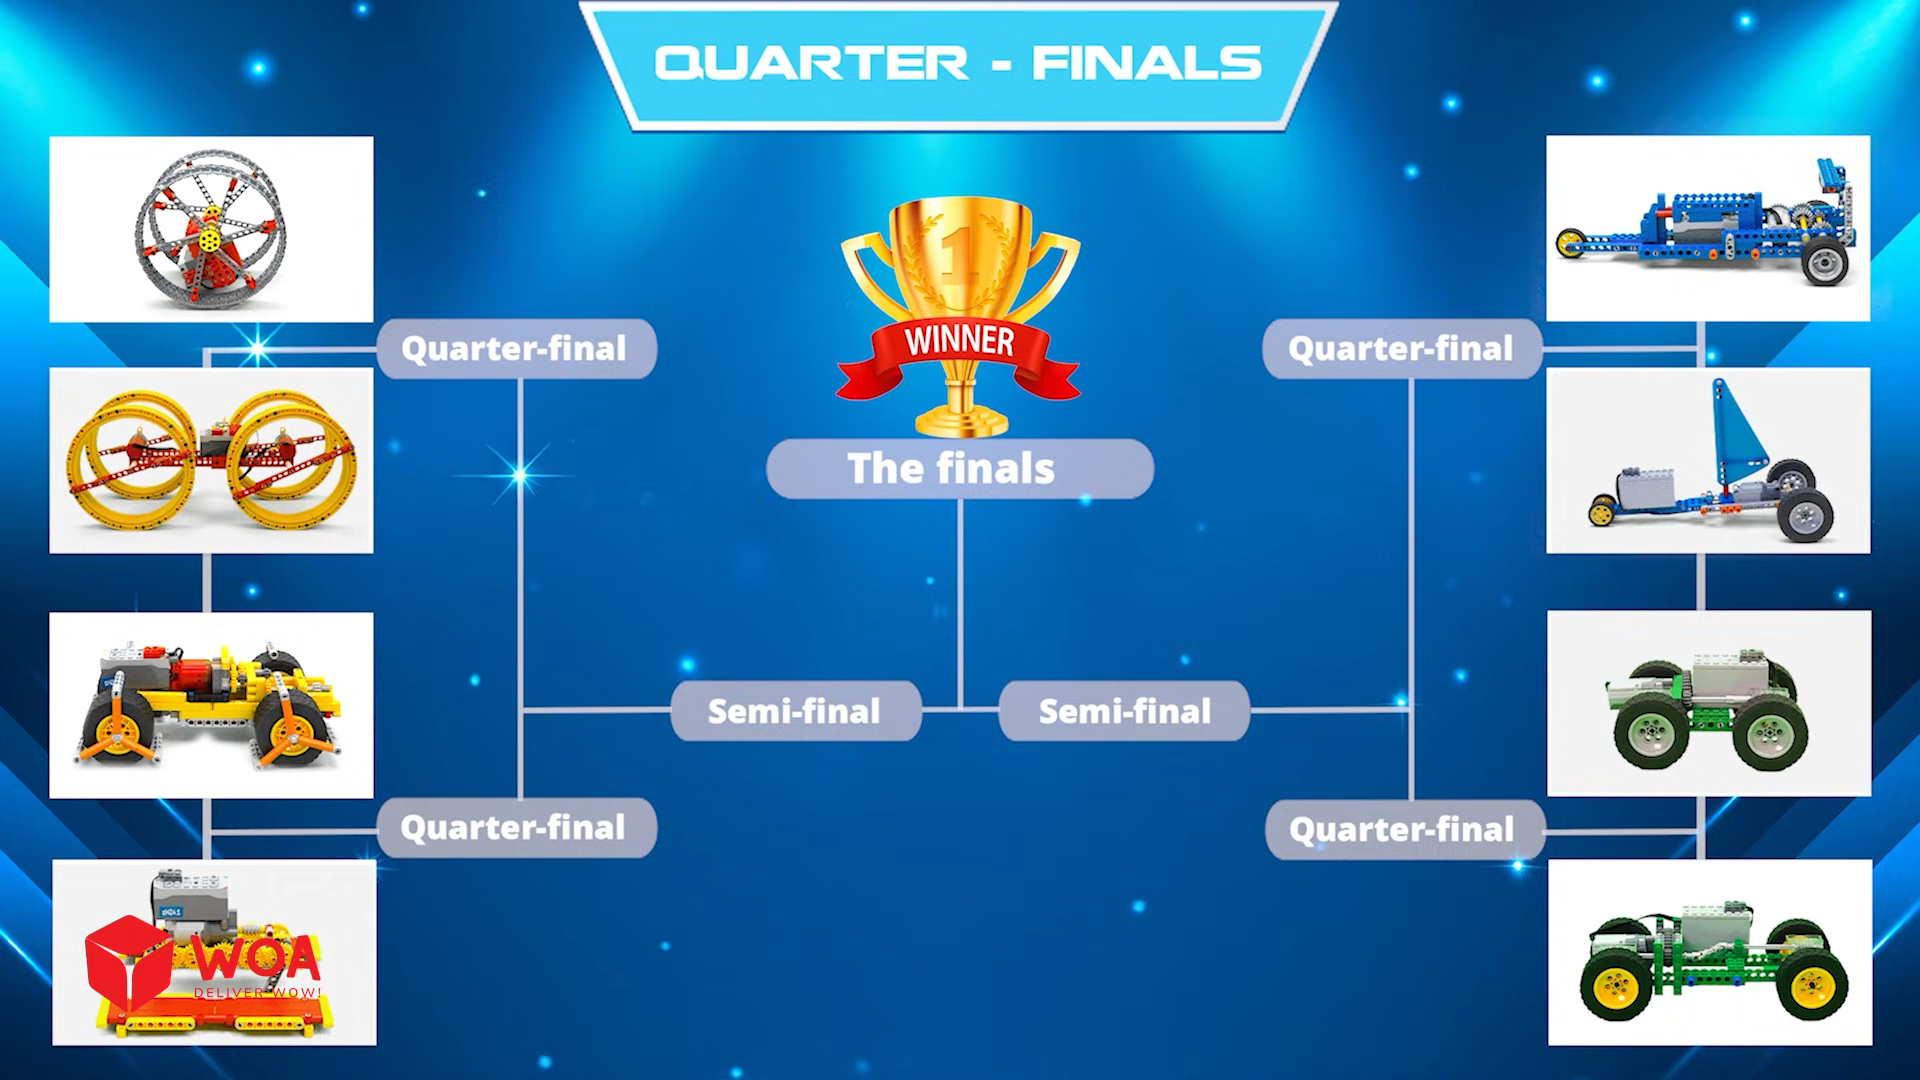 QUARTER - FINALS
1
WINNER
Quarter-final
Quarter-final
The finals
Semi-final
Semi-final
Quarter-final
Quarter-final
WOA
DELIVER WOW!